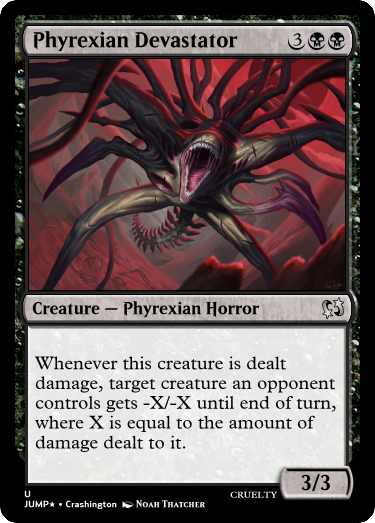 Phyrexian Devastator 3
Creature — Phyrexian Horror
Whenever this creature is dealt
damage, target creature an opponent
controls gets -X/-X until end of turn,
where X is equal to the amount of
damage dealt to it.
3/3
U
JUMP★ • Crashington NOAH THATCHER
CRUELTY